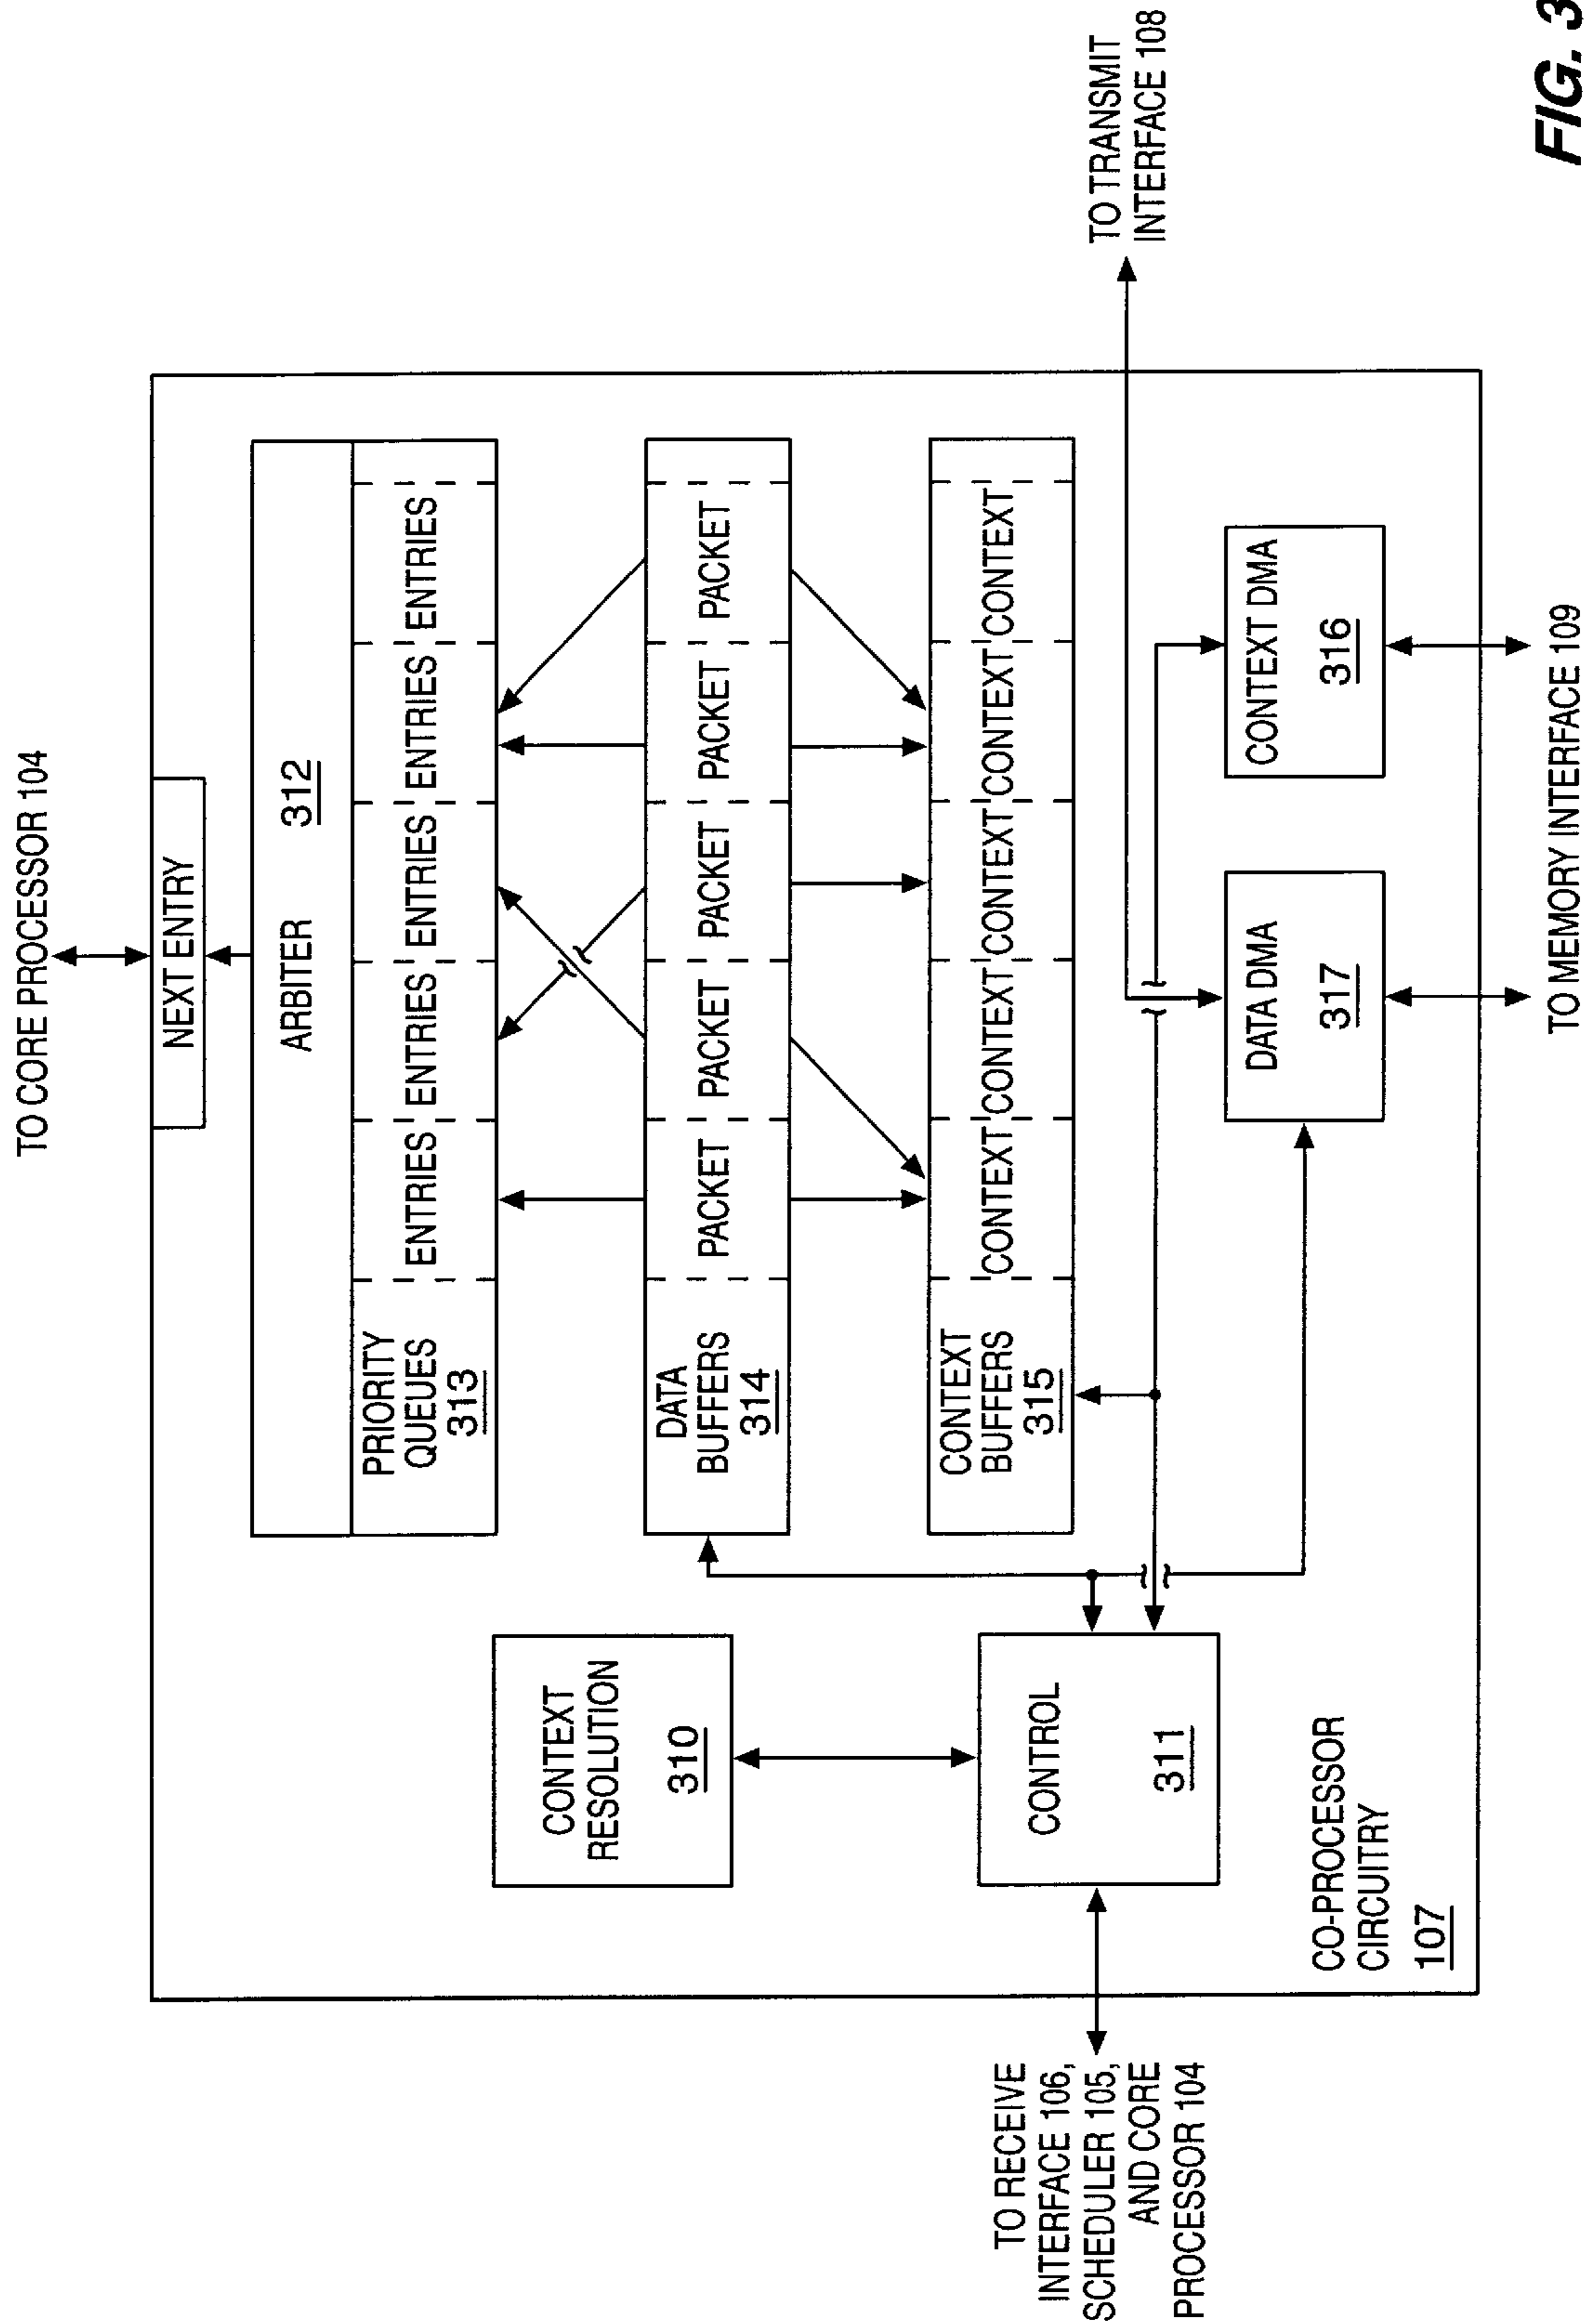 TO CORE PROCESSOR 104
NEXT ENTRY
ARBITER 312
PRIORITY
QUEUES
313
ENTRIES ENTRIES ENTRIES ENTRIES ENTRIES
DATA
BUFFERS
314
PACKET PACKET PACKET PACKET PACKET
CONTEXT
BUFFERS
315
CONTEXT CONTEXT CONTEXT CONTEXT CONTEXT
CONTEXT
RESOLUTION
310
CONTROL
311
TO RECEIVE
INTERFACE 106,
SCHEDULER 105,
AND CORE
PROCESSOR 104
TO TRANSMIT
INTERFACE 108
DATA DMA
317
CONTEXT DMA
316
CO-PROCESSOR
CIRCUITRY
107
TO MEMORY INTERFACE 109
FIG. 3